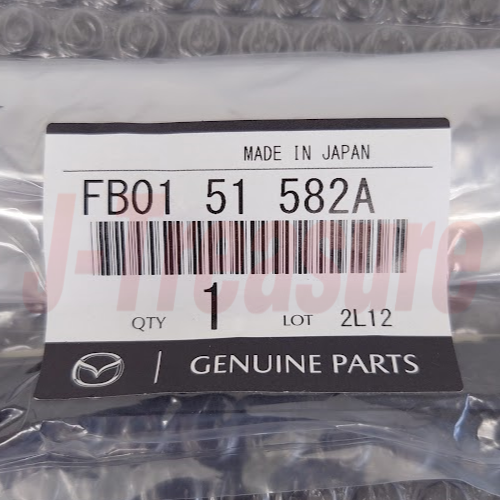 MADE IN JAPAN
FB01 51 582A
J-Treasure
QTY 1 LOT 2L12
GENUINE PARTS